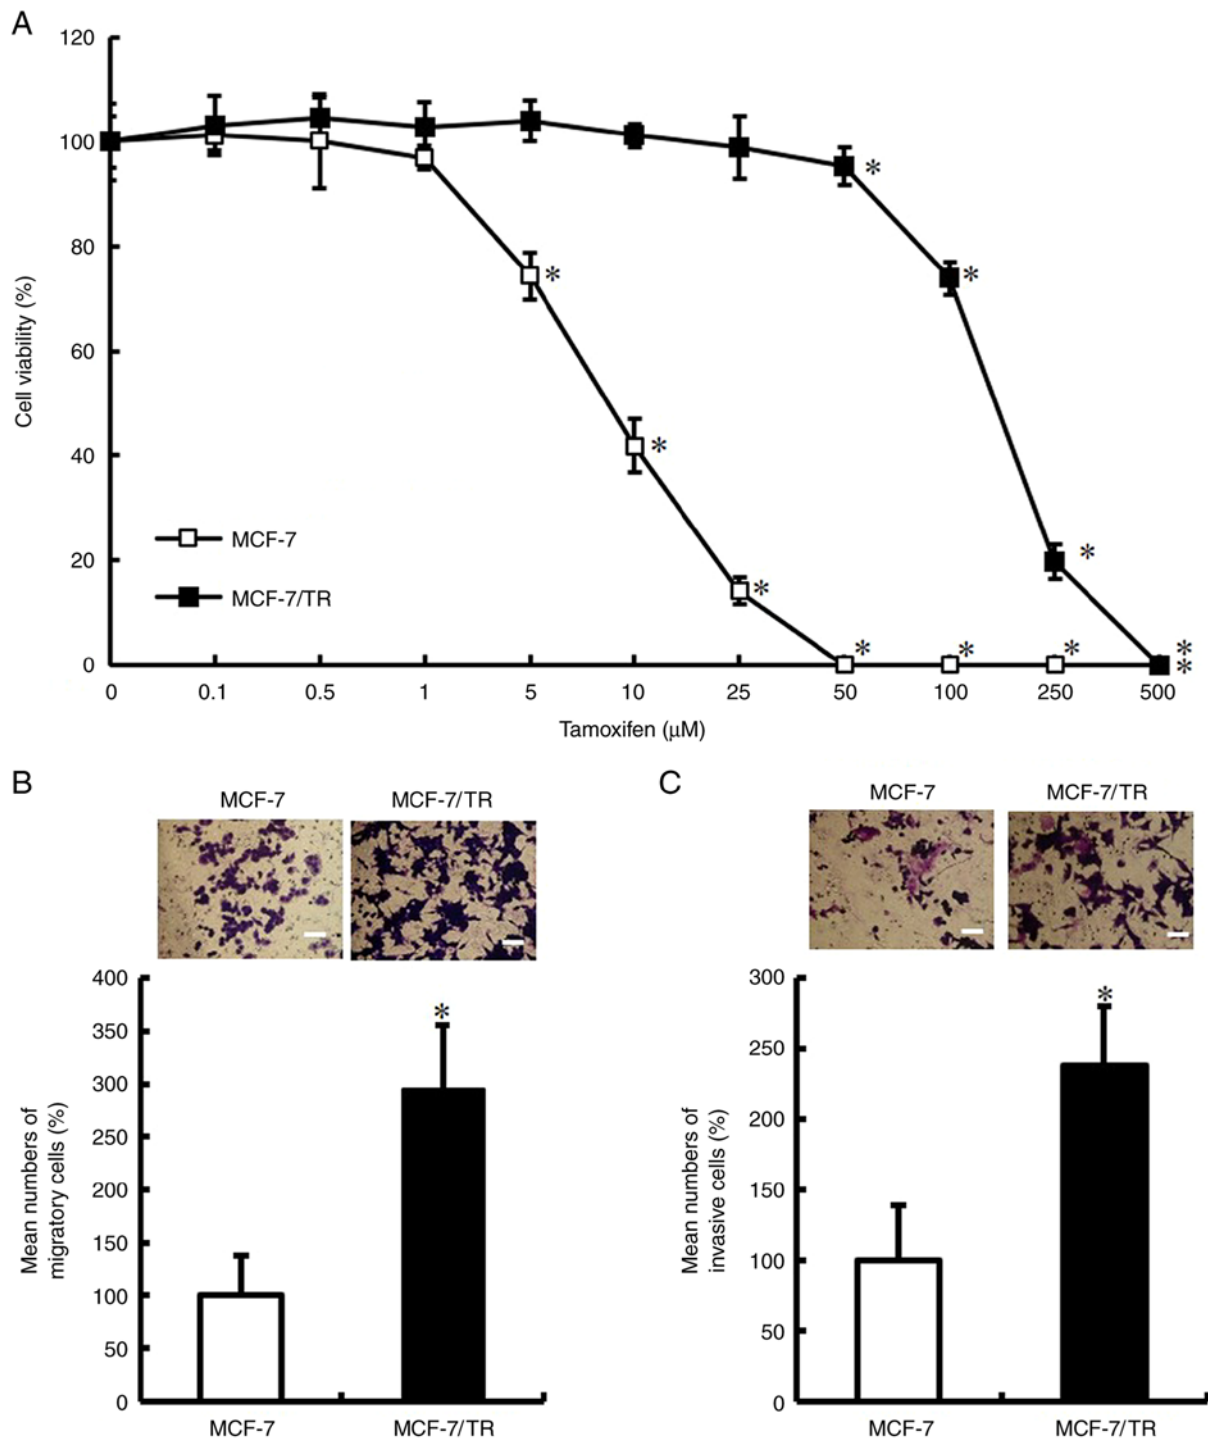 A
120
100
80
60
40
20
0
Cell viability (%)
MCF-7
MCF-7/TR
* * * * * * * * * * *
0 0.1 0.5 1 5 10 25 50 100 250 500
Tamoxifen (μM)
B
MCF-7 MCF-7/TR
400
350
300
250
200
150
100
50
0
Mean numbers of
migratory cells (%)
*
MCF-7 MCF-7/TR
C
MCF-7 MCF-7/TR
300
250
200
150
100
50
0
Mean numbers of
invasive cells (%)
*
MCF-7 MCF-7/TR